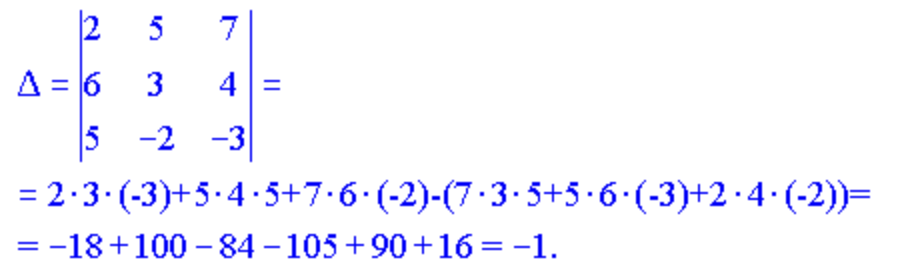 2 5 7
Δ = 6 3 4 =
5 −2 −3
= 2·3·(-3)+5·4·5+7·6·(-2)-(7·3·5+5·6·(-3)+2·4·(-2))=
= −18+100−84−105+90+16 = −1.